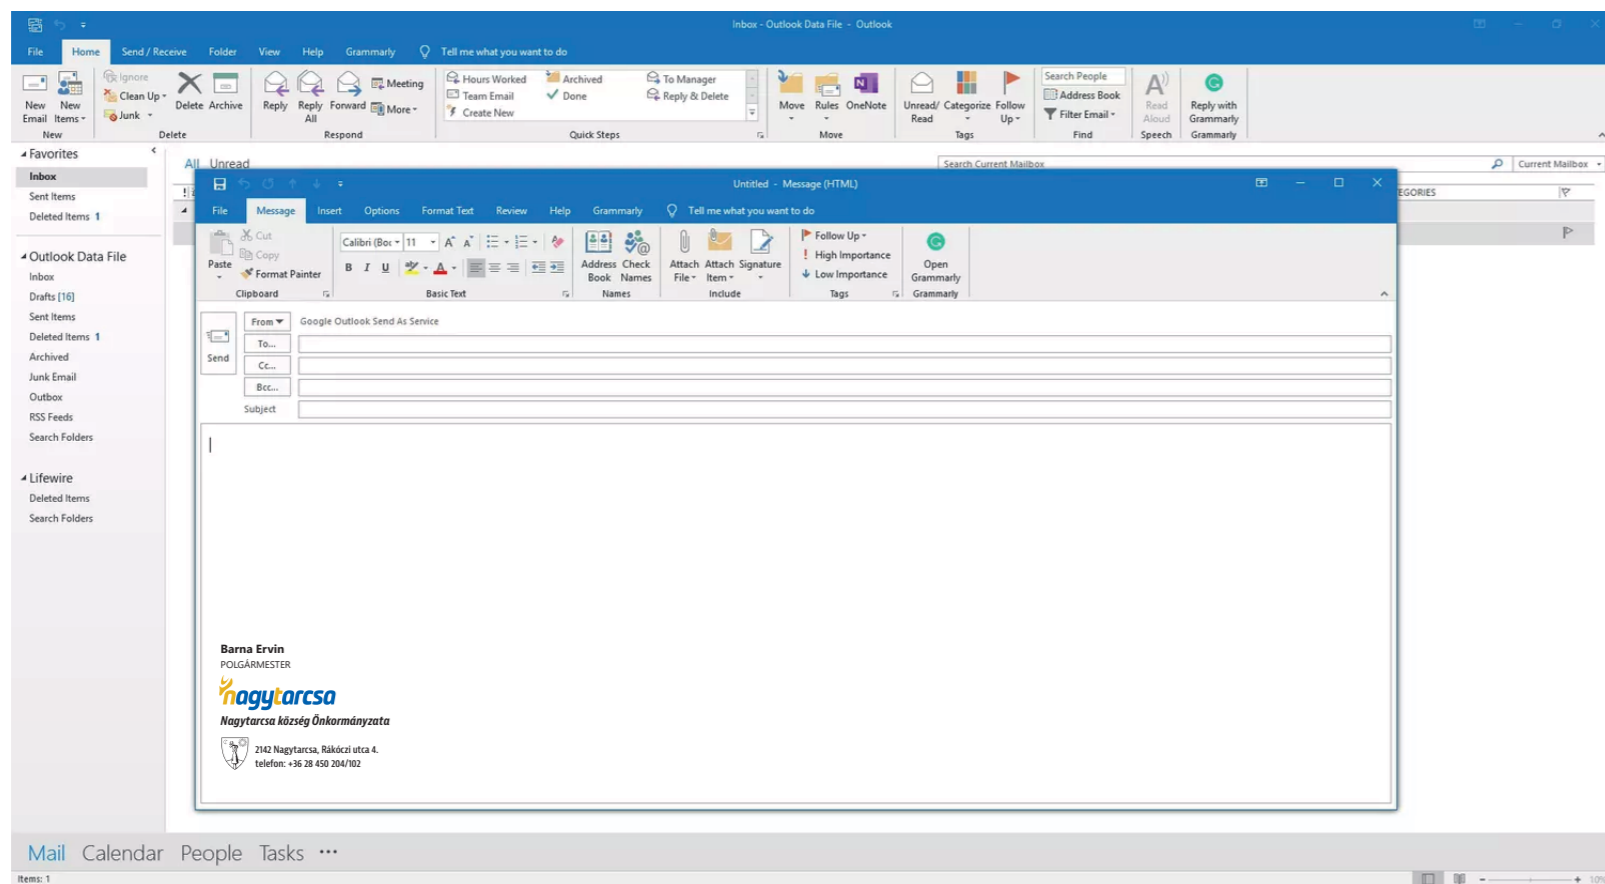 Inbox - Outlook Data File - Outlook
File Home Send / Receive Folder View Help Grammarly Tell me what you want to do
New Email
New Items
Ignore
Clean Up
Junk
Delete Archive
Reply Reply All Forward
Meeting
More
Hours Worked Archived To Manager
Team Email Done Reply & Delete
Create New
Move Rules OneNote
Unread/ Read Categorize Follow Up
Search People
Address Book
Filter Email
Read Aloud
Reply with Grammarly
New Delete Respond Quick Steps Move Tags Find Speech Grammarly
Favorites
Inbox
Sent Items
Deleted Items 1
Outlook Data File
Inbox
Drafts [16]
Sent Items
Deleted Items 1
Archived
Junk Email
Outbox
RSS Feeds
Search Folders
Lifewire
Deleted Items
Search Folders
All Unread
Search Current Mailbox Current Mailbox
EGORIES
Untitled - Message (HTML)
File Message Insert Options Format Text Review Help Grammarly Tell me what you want to do
Paste
Cut
Copy
Format Painter
Calibri (Boc 11
B I U
Address Book Check Names
Attach File Attach Item Signature
Follow Up
High Importance
Low Importance
Open Grammarly
Clipboard Basic Text Names Include Tags Grammarly
Send
From Google Outlook Send As Service
To...
Cc...
Bcc...
Subject
Barna Ervin
POLGÁRMESTER
nagytarcsa
Nagytarcsa község Önkormányzata
2142 Nagytarcsa, Rákóczi utca 4.
telefon: +36 28 450 204/102
Mail Calendar People Tasks ...
Items: 1